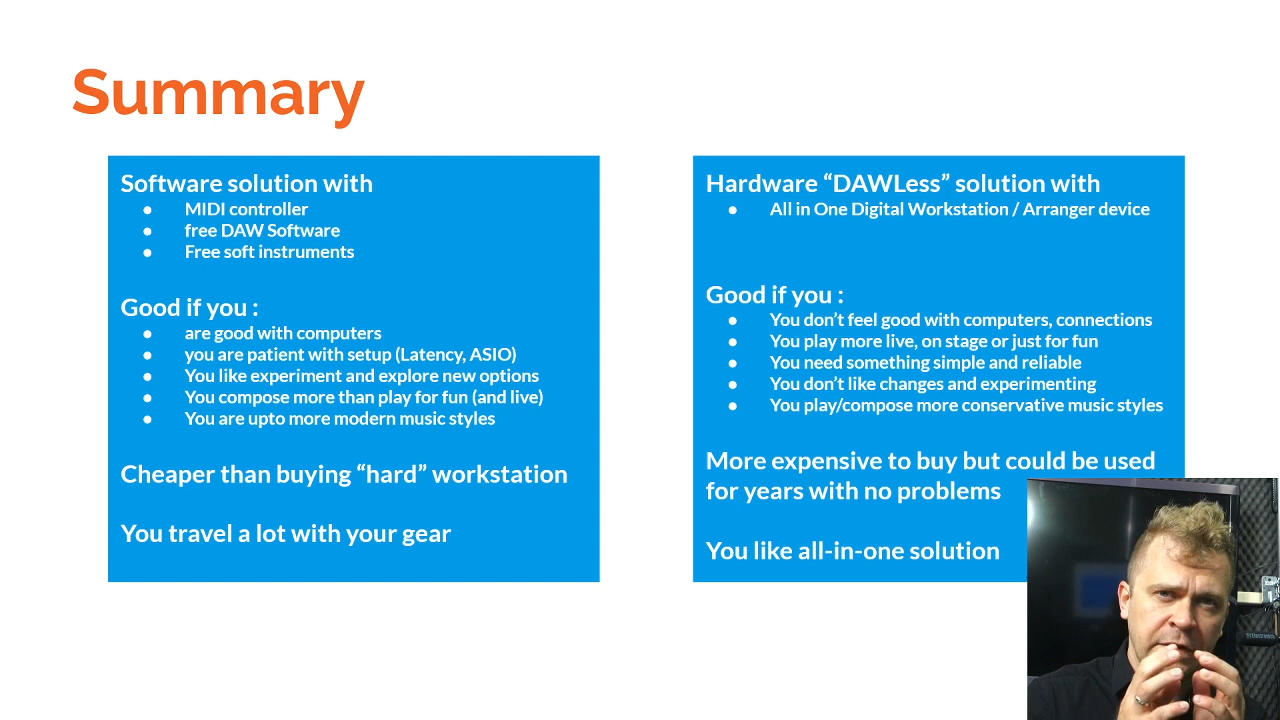 Summary
Software solution with
● MIDI controller
● free DAW Software
● Free soft instruments
Good if you :
● are good with computers
● you are patient with setup (Latency, ASIO)
● You like experiment and explore new options
● You compose more than play for fun (and live)
● You are upto more modern music styles
Cheaper than buying “hard” workstation
You travel a lot with your gear
Hardware “DAWLess” solution with
● All in One Digital Workstation / Arranger device
Good if you :
● You don’t feel good with computers, connections
● You play more live, on stage or just for fun
● You need something simple and reliable
● You don’t like changes and experimenting
● You play/compose more conservative music styles
More expensive to buy but could be used
for years with no problems
You like all-in-one solution